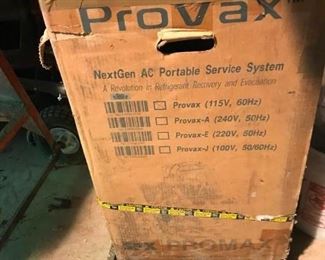 ProVax
NextGen AC Portable Service System
A Revolution in Refrigerant Recovery and Evacuation
Provax (115V, 60Hz)
Provax-A (240V, 50Hz)
Provax-E (220V, 50Hz)
Provax-J (100V, 50/60Hz)
PROMAX